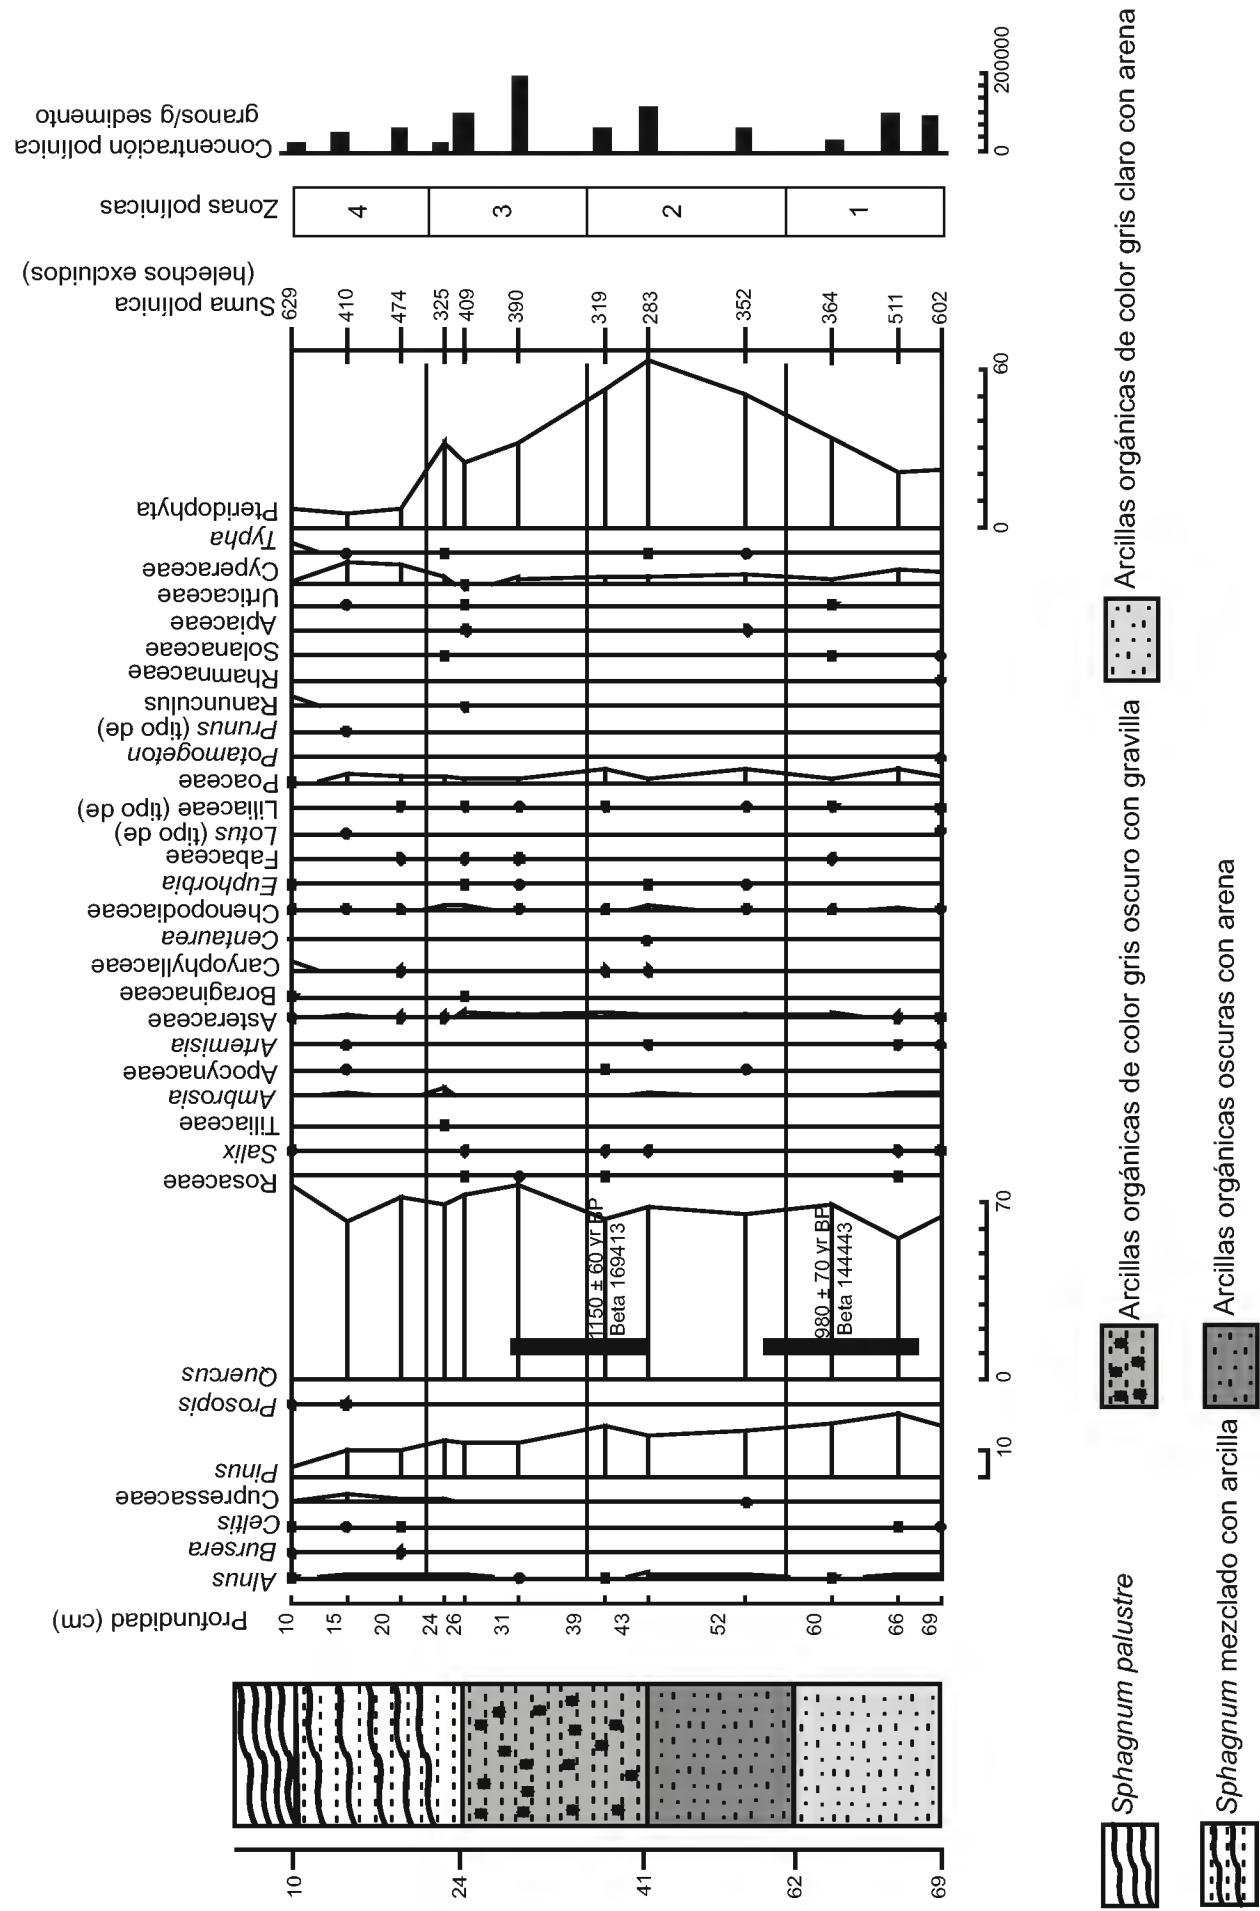 Profundidad (cm)
Alnus
Bursera
Celtis
Cupressaceae
Pinus
Prosopis
Quercus
Rosaceae
Salix
Tiliaceae
Ambrosia
Apocynaceae
Artemisia
Asteraceae
Boraginaceae
Caryophyllaceae
Centaurea
Chenopodiaceae
Euphorbia
Fabaceae
Lotus (tipo de)
Liliaceae (tipo de)
Poaceae
Potamogeton
Prunus (tipo de)
Ranunculus
Rhamnaceae
Solanaceae
Apiaceae
Urticaceae
Cyperaceae
Typha
Pteridophyta
Suma polínica
(helechos excluidos)
Zonas polínicas
Concentración polínica
granos/g sedimento
10
24
41
62
69
10
15
20
24
26
31
39
43
52
60
66
69
1150 ± 60 yr BP
Beta 169413
980 ± 70 yr BP
Beta 144443
629
410
474
325
409
390
319
283
352
364
511
602
4
3
2
1
10
0
70
0
60
0
200000
Sphagnum palustre
Arcillas orgánicas de color gris oscuro con gravilla
Arcillas orgánicas de color gris claro con arena
Sphagnum mezclado con arcilla
Arcillas orgánicas oscuras con arena